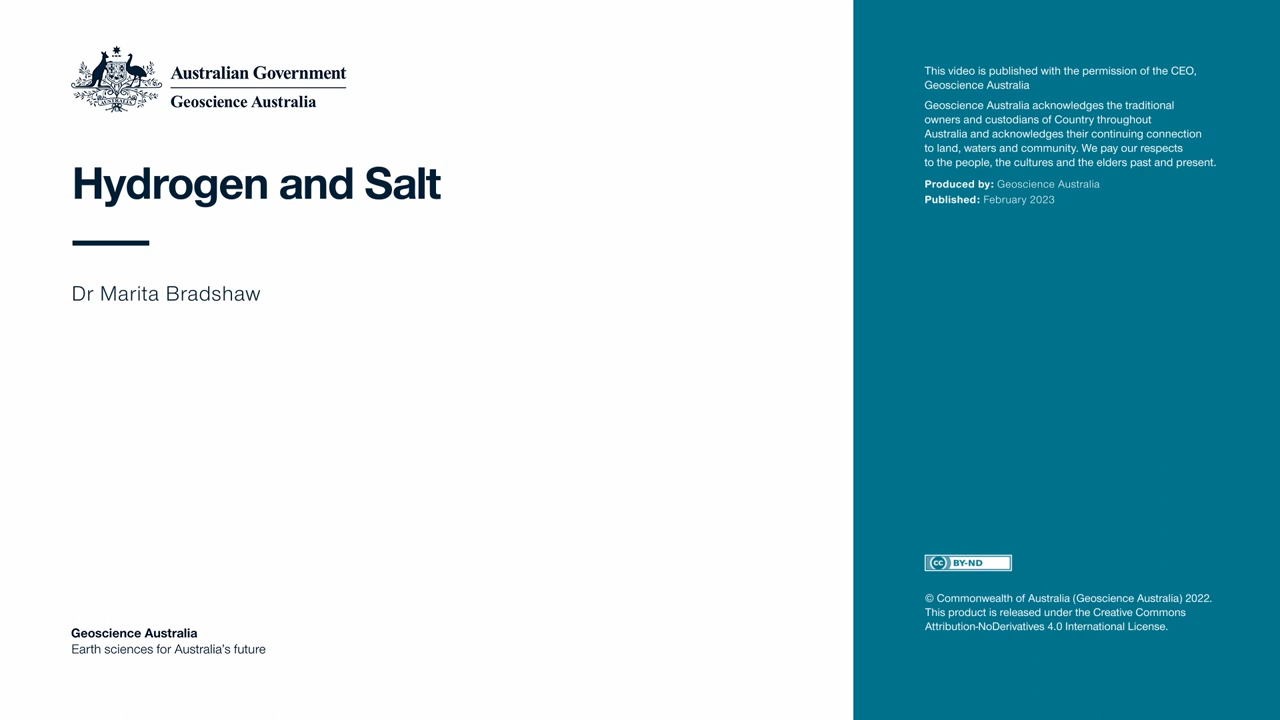 Australian Government
Geoscience Australia
Hydrogen and Salt
Dr Marita Bradshaw
Geoscience Australia
Earth sciences for Australia's future
This video is published with the permission of the CEO,
Geoscience Australia
Geoscience Australia acknowledges the traditional
owners and custodians of Country throughout
Australia and acknowledges their continuing connection
to land, waters and community. We pay our respects
to the people, the cultures and the elders past and present.
Produced by: Geoscience Australia
Published: February 2023
cc BY-ND
© Commonwealth of Australia (Geoscience Australia) 2022.
This product is released under the Creative Commons
Attribution-NoDerivatives 4.0 International License.